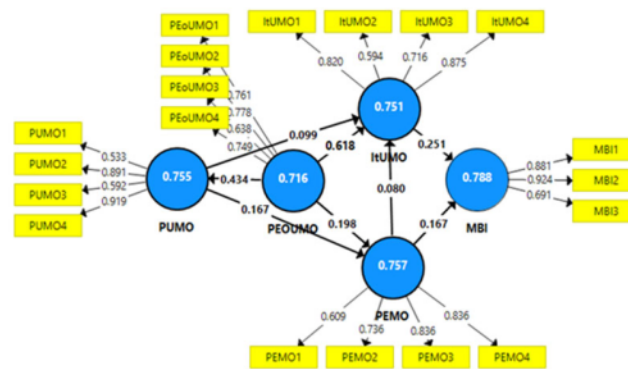 PEoUMO1
PEoUMO2
PEoUMO3
PEoUMO4
0.761
0.778
0.638
0.749
ItUMO1
ItUMO2
ItUMO3
ItUMO4
0.820
0.594
0.716
0.875
0.751
ItUMO
PUMO1
PUMO2
PUMO3
PUMO4
0.533
0.891
0.592
0.919
0.755
PUMO
0.099
0.618
0.434
0.716
PEOUMO
0.167
0.198
0.080
0.251
0.167
0.788
MBI
0.881
0.924
0.691
MBI1
MBI2
MBI3
0.757
PEMO
0.609
0.736
0.836
0.836
PEMO1
PEMO2
PEMO3
PEMO4